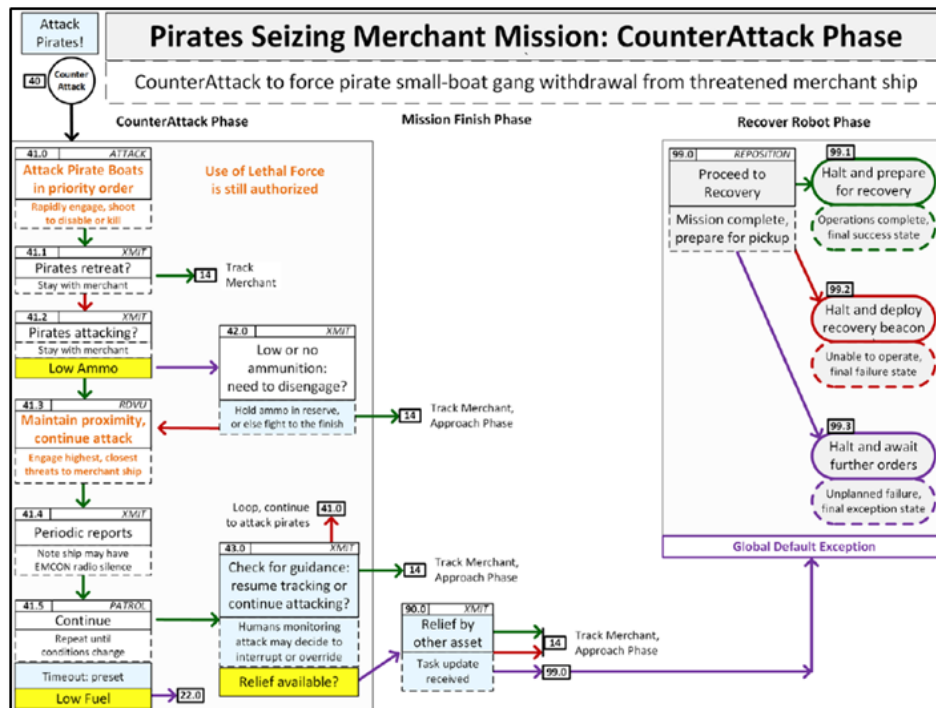 Attack
Pirates!
Pirates Seizing Merchant Mission: CounterAttack Phase
40
Counter
Attack
CounterAttack to force pirate small-boat gang withdrawal from threatened merchant ship
CounterAttack Phase
Mission Finish Phase
Recover Robot Phase
41.0 ATTACK
Attack Pirate Boats
in priority order
Rapidly engage, shoot
to disable or kill
Use of Lethal Force
is still authorized
41.1 XMIT
Pirates retreat?
Stay with merchant
14
Track
Merchant
41.2 XMIT
Pirates attacking?
Stay with merchant
Low Ammo
42.0 XMIT
Low or no
ammunition:
need to disengage?
Hold ammo in reserve,
or else fight to the finish
14
Track Merchant,
Approach Phase
41.3 RDVU
Maintain proximity,
continue attack
Engage highest, closest
threats to merchant ship
41.4 XMIT
Periodic reports
Note ship may have
EMCON radio silence
Loop, continue
to attack pirates
41.0
43.0 XMIT
Check for guidance:
resume tracking or
continue attacking?
Humans monitoring
attack may decide to
interrupt or override
Relief available?
14
Track Merchant,
Approach Phase
41.5 PATROL
Continue
Repeat until
conditions change
Timeout: preset
Low Fuel
22.0
90.0 XMIT
Relief by
other asset
Task update
received
14
Track Merchant,
Approach Phase
99.0
99.0 REPOSITION
Proceed to
Recovery
Mission complete,
prepare for pickup
99.1
Halt and prepare
for recovery
Operations complete,
final success state
99.2
Halt and deploy
recovery beacon
Unable to operate,
final failure state
99.3
Halt and await
further orders
Unplanned failure,
final exception state
Global Default Exception